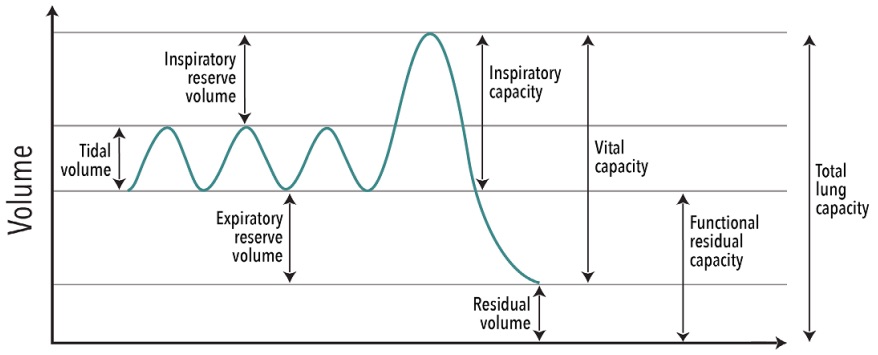 Inspiratory
reserve
volume
Inspiratory
capacity
Tidal
volume
Vital
capacity
Total
lung
capacity
Volume
Expiratory
reserve
volume
Functional
residual
capacity
Residual
volume